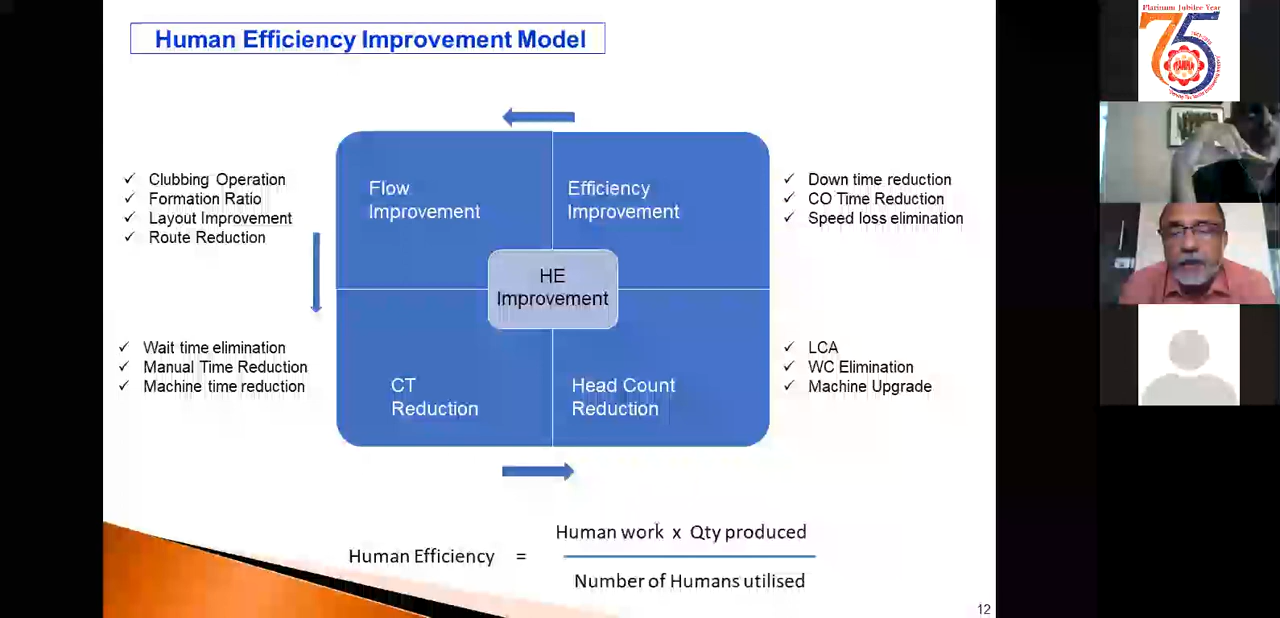 Human Efficiency Improvement Model
Platinum Jubilee Year
75
Clubbing Operation
Formation Ratio
Layout Improvement
Route Reduction
Flow
Improvement
Efficiency
Improvement
Down time reduction
CO Time Reduction
Speed loss elimination
HE
Improvement
Wait time elimination
Manual Time Reduction
Machine time reduction
CT
Reduction
Head Count
Reduction
LCA
WC Elimination
Machine Upgrade
Human Efficiency =
Human work x Qty produced
Number of Humans utilised
12